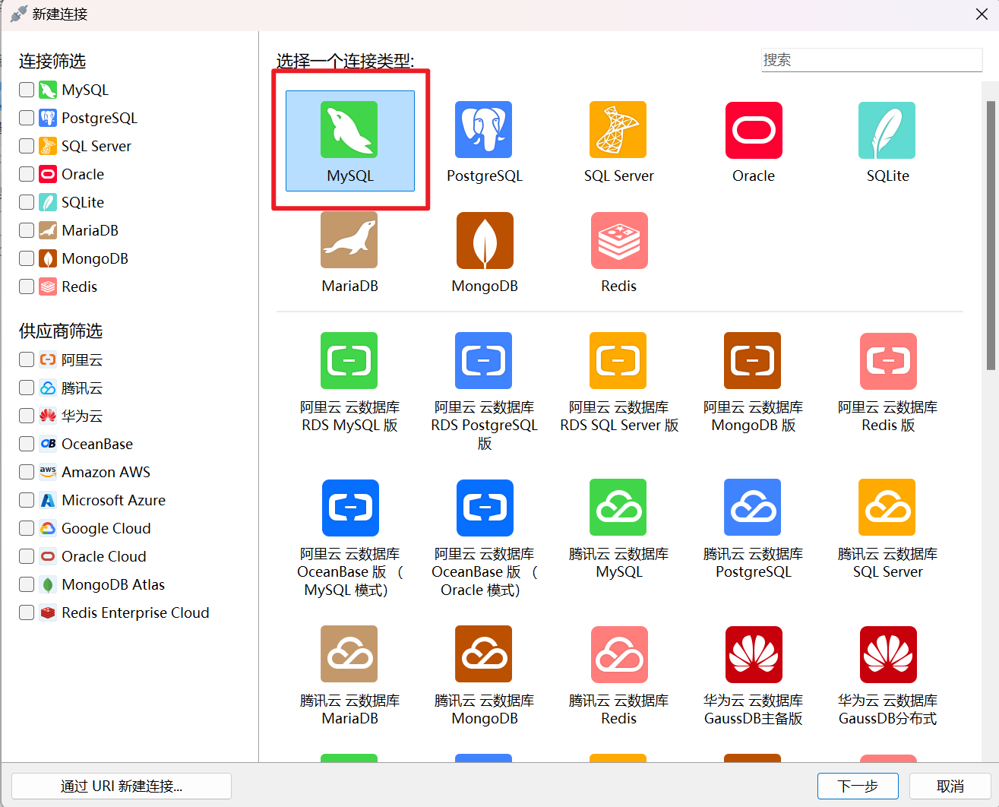 新建连接
连接筛选
MySQL
PostgreSQL
SQL Server
Oracle
SQLite
MariaDB
MongoDB
Redis
供应商筛选
阿里云
腾讯云
华为云
OB OceanBase
aws Amazon AWS
Microsoft Azure
Google Cloud
Oracle Cloud
MongoDB Atlas
Redis Enterprise Cloud
选择一个连接类型:
搜索
MySQL
PostgreSQL
SQL Server
Oracle
SQLite
MariaDB
MongoDB
Redis
阿里云 云数据库
RDS MySQL 版
阿里云 云数据库
RDS PostgreSQL
版
阿里云 云数据库
RDS SQL Server 版
阿里云 云数据库
MongoDB 版
阿里云 云数据库
Redis 版
阿里云 云数据库
OceanBase 版 （
MySQL 模式）
阿里云 云数据库
OceanBase 版 （
Oracle 模式）
腾讯云 云数据库
MySQL
腾讯云 云数据库
PostgreSQL
腾讯云 云数据库
SQL Server
腾讯云 云数据库
MariaDB
腾讯云 云数据库
MongoDB
腾讯云 云数据库
Redis
华为云 云数据库
GaussDB主备版
华为云 云数据库
GaussDB分布式
通过 URI 新建连接...
下一步
取消